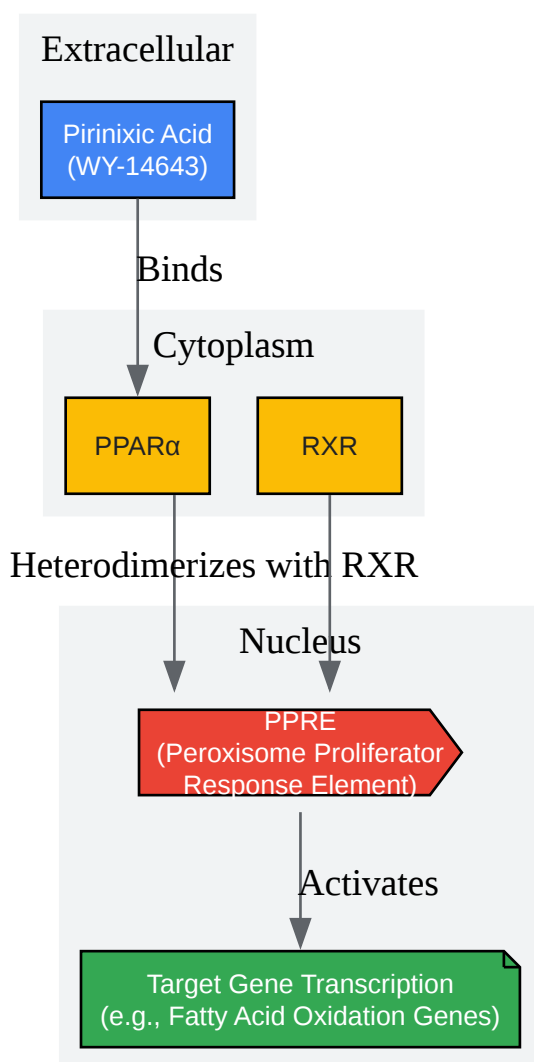 Extracellular
Pirinixic Acid
(WY-14643)
Binds
Cytoplasm
PPARα
RXR
Heterodimerizes with RXR
Nucleus
PPRE
(Peroxisome Proliferator
Response Element)
Activates
Target Gene Transcription
(e.g., Fatty Acid Oxidation Genes)